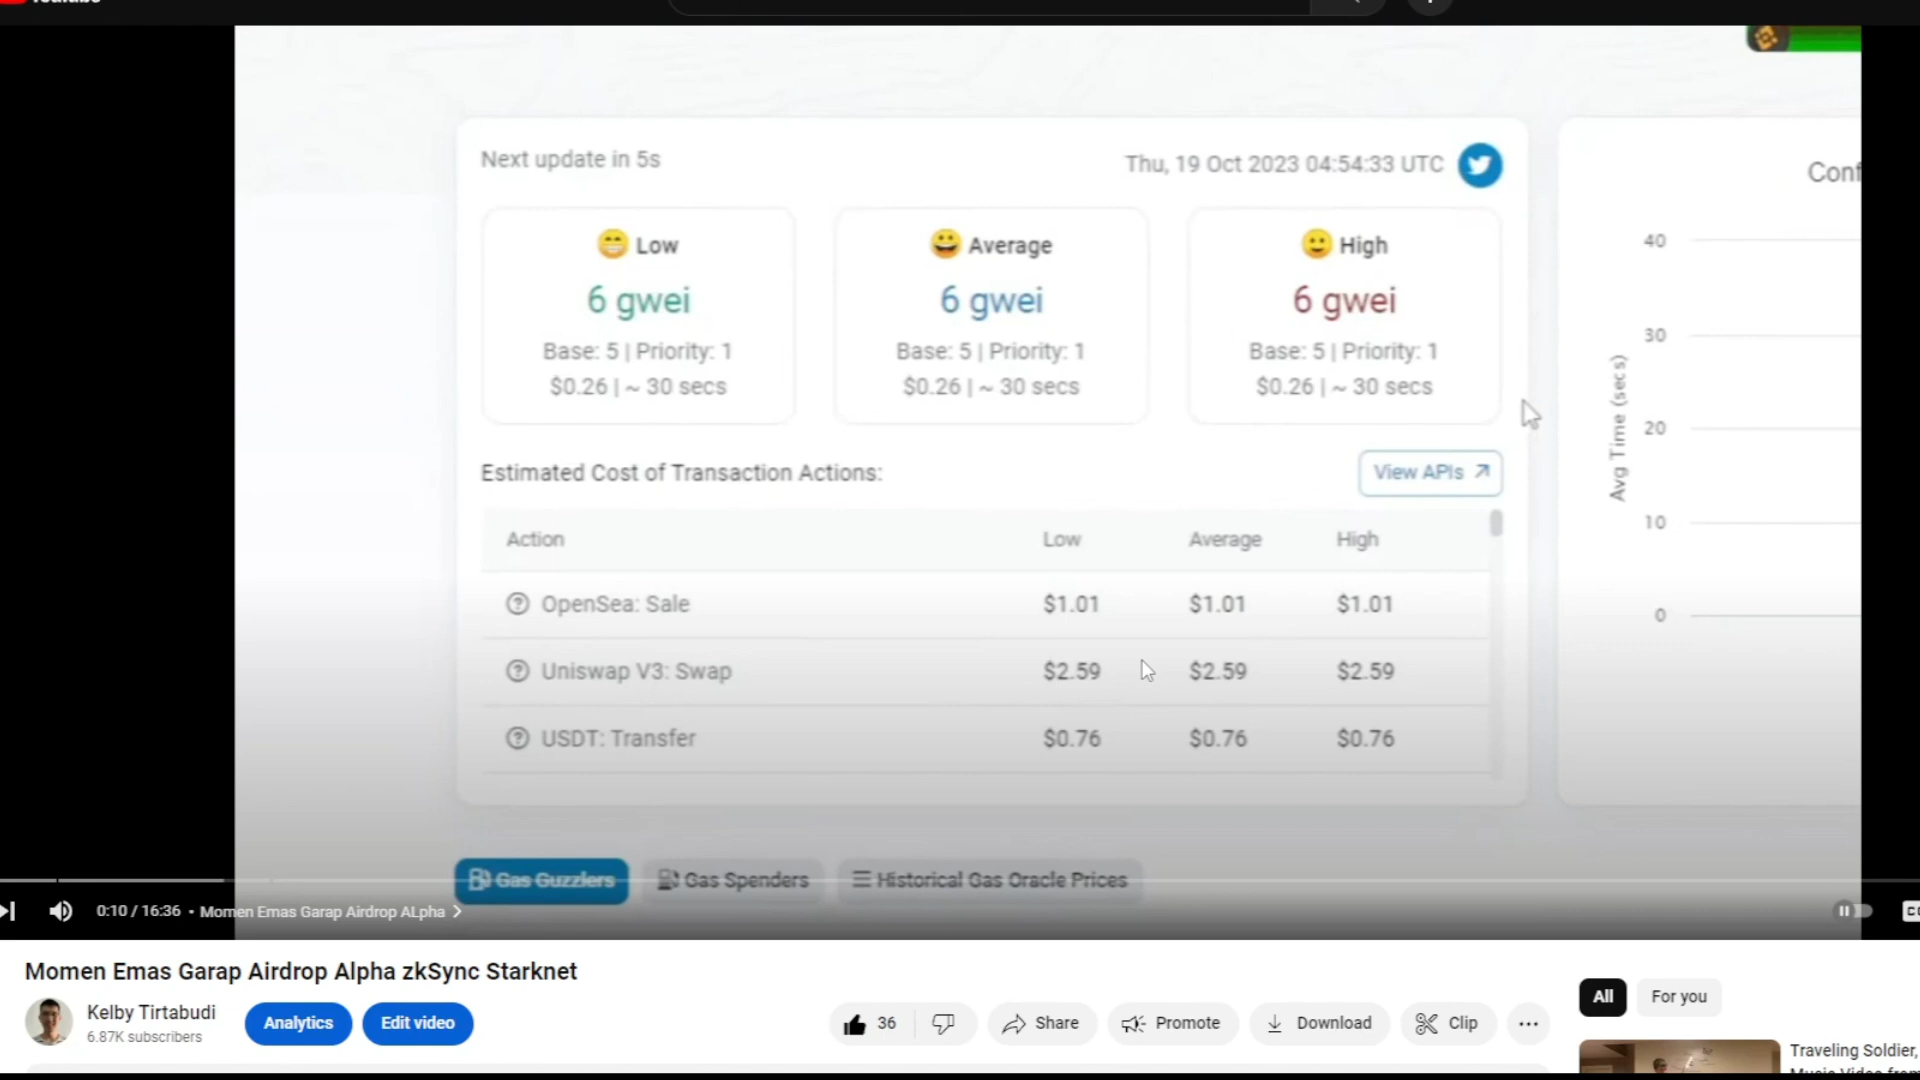 Next update in 5s
Thu, 19 Oct 2023 04:54:33 UTC
Low
6 gwei
Base: 5 | Priority: 1
$0.26 | ~ 30 secs
Average
6 gwei
Base: 5 | Priority: 1
$0.26 | ~ 30 secs
High
6 gwei
Base: 5 | Priority: 1
$0.26 | ~ 30 secs
Conf
40
30
20
10
0
Avg Time (secs)
Estimated Cost of Transaction Actions:
View APIs
Action Low Average High
OpenSea: Sale $1.01 $1.01 $1.01
Uniswap V3: Swap $2.59 $2.59 $2.59
USDT: Transfer $0.76 $0.76 $0.76
Gas Guzzlers
Gas Spenders
Historical Gas Oracle Prices
0:10 / 16:36 • Momen Emas Garap Airdrop ALpha
Momen Emas Garap Airdrop Alpha zkSync Starknet
Kelby Tirtabudi
6.87K subscribers
Analytics
Edit video
36
Share
Promote
Download
Clip
All
For you
Traveling Soldier,